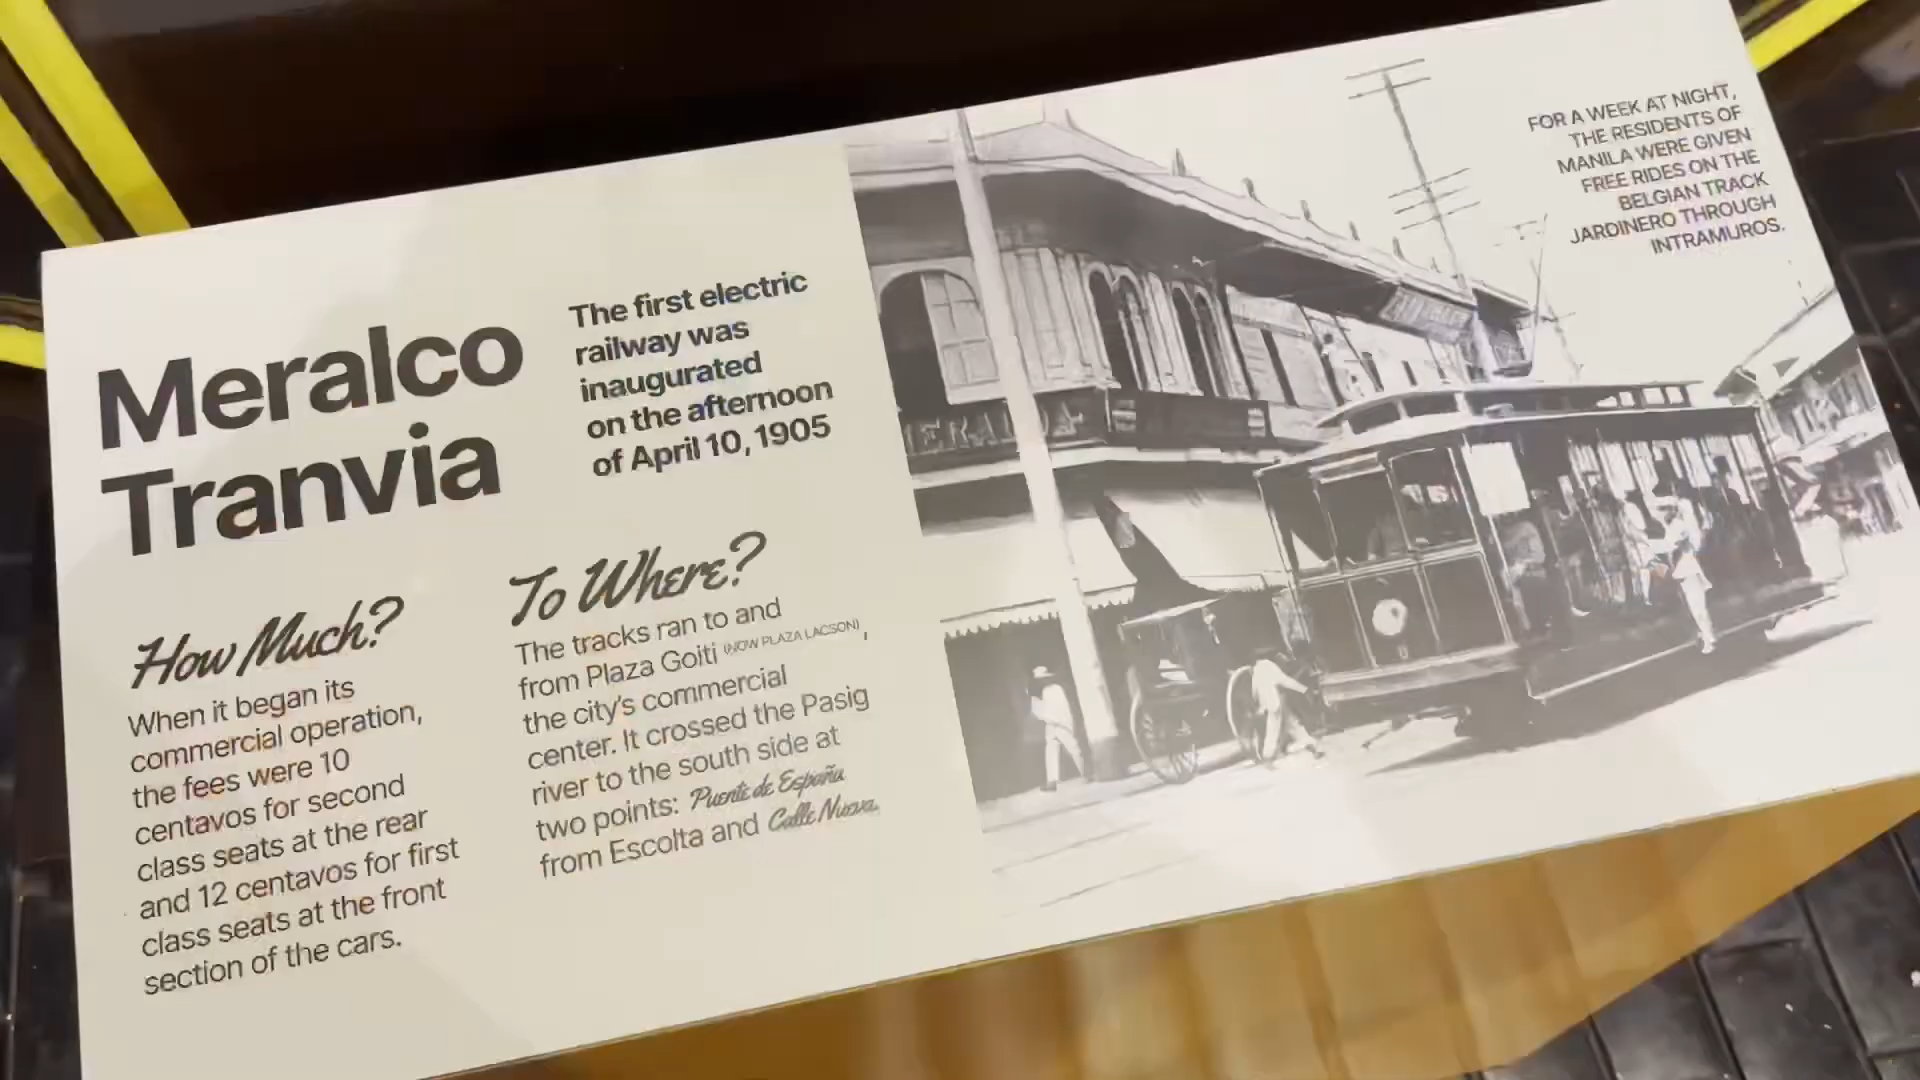 Meralco
Tranvia
The first electric
railway was
inaugurated
on the afternoon
of April 10, 1905
How Much?
When it began its
commercial operation,
the fees were 10
centavos for second
class seats at the rear
and 12 centavos for first
class seats at the front
section of the cars.
To Where?
The tracks ran to and
from Plaza Goiti (NOW PLAZA LACSON),
the city's commercial
center. It crossed the Pasig
river to the south side at
two points: Puente de España
from Escolta and Calle Nueva.
FOR A WEEK AT NIGHT,
THE RESIDENTS OF
MANILA WERE GIVEN
FREE RIDES ON THE
BELGIAN TRACK
JARDINERO THROUGH
INTRAMUROS.